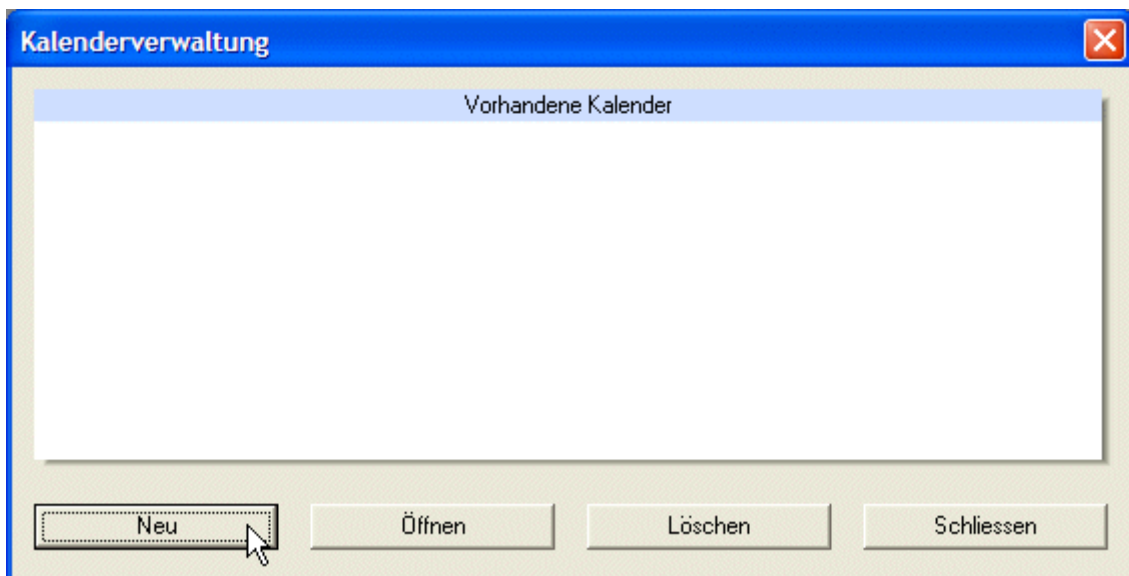 Kalenderverwaltung
Vorhandene Kalender
Neu Öffnen Löschen Schliessen